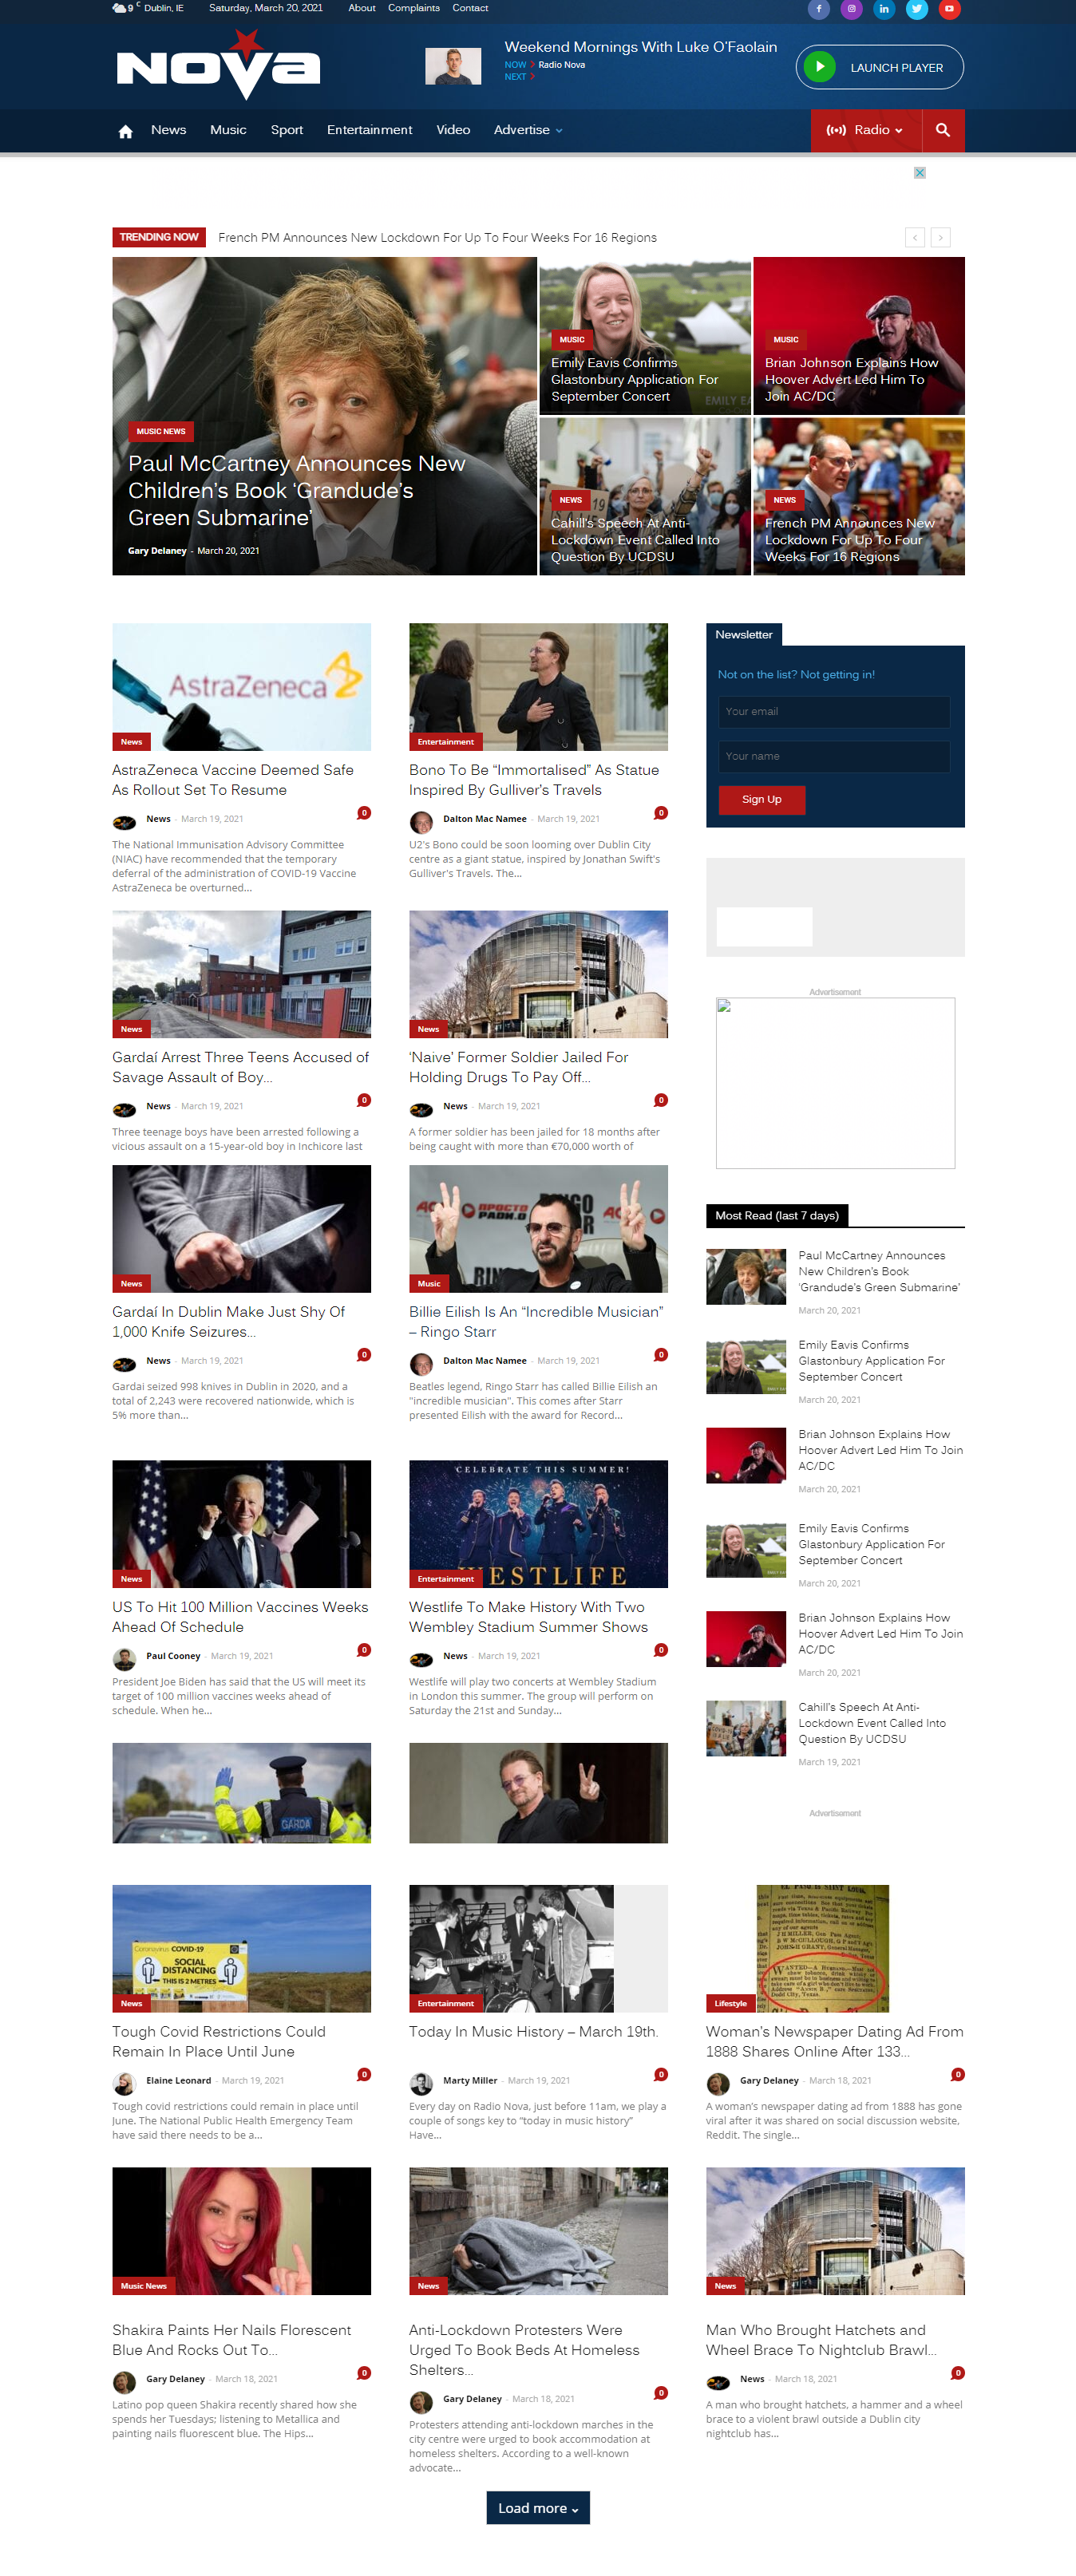 9 C Dublin, IE Saturday, March 20, 2021 About Complaints Contact
NOVA
Weekend Mornings With Luke O'Faolain
NOW Radio Nova
NEXT
LAUNCH PLAYER
News Music Sport Entertainment Video Advertise Radio
TRENDING NOW French PM Announces New Lockdown For Up To Four Weeks For 16 Regions
MUSIC NEWS
Paul McCartney Announces New
Children's Book 'Grandude's
Green Submarine'
Gary Delaney - March 20, 2021
MUSIC
Emily Eavis Confirms
Glastonbury Application For
September Concert
MUSIC
Brian Johnson Explains How
Hoover Advert Led Him To
Join AC/DC
NEWS
Cahill's Speech At Anti-
Lockdown Event Called Into
Question By UCDSU
NEWS
French PM Announces New
Lockdown For Up To Four
Weeks For 16 Regions
AstraZeneca
News
AstraZeneca Vaccine Deemed Safe
As Rollout Set To Resume
News - March 19, 2021 0
The National Immunisation Advisory Committee
(NIAC) have recommended that the temporary
deferral of the administration of COVID-19 Vaccine
AstraZeneca be overturned...
Entertainment
Bono To Be “Immortalised” As Statue
Inspired By Gulliver's Travels
Dalton Mac Namee - March 19, 2021 0
U2's Bono could be soon looming over Dublin City
centre as a giant statue, inspired by Jonathan Swift's
Gulliver's Travels. The...
Newsletter
Not on the list? Not getting in!
Your email
Your name
Sign Up
News
Gardaí Arrest Three Teens Accused of
Savage Assault of Boy...
News - March 19, 2021 0
Three teenage boys have been arrested following a
vicious assault on a 15-year-old boy in Inchicore last
News
'Naive' Former Soldier Jailed For
Holding Drugs To Pay Off...
News - March 19, 2021 0
A former soldier has been jailed for 18 months after
being caught with more than €70,000 worth of
Advertisement
News
Gardaí In Dublin Make Just Shy Of
1,000 Knife Seizures...
News - March 19, 2021 0
Gardai seized 998 knives in Dublin in 2020, and a
total of 2,243 were recovered nationwide, which is
5% more than...
ПРОСТО
РАДИО
RINGO
Music
Billie Eilish Is An “Incredible Musician”
– Ringo Starr
Dalton Mac Namee - March 19, 2021 0
Beatles legend, Ringo Starr has called Billie Eilish an
"incredible musician". This comes after Starr
presented Eilish with the award for Record...
Most Read (last 7 days)
Paul McCartney Announces
New Children's Book
'Grandude's Green Submarine'
March 20, 2021
Emily Eavis Confirms
Glastonbury Application For
September Concert
March 20, 2021
Brian Johnson Explains How
Hoover Advert Led Him To Join
AC/DC
March 20, 2021
Emily Eavis Confirms
Glastonbury Application For
September Concert
March 20, 2021
Brian Johnson Explains How
Hoover Advert Led Him To Join
AC/DC
March 20, 2021
Cahill's Speech At Anti-
Lockdown Event Called Into
Question By UCDSU
March 19, 2021
Advertisement
News
US To Hit 100 Million Vaccines Weeks
Ahead Of Schedule
Paul Cooney - March 19, 2021 0
President Joe Biden has said that the US will meet its
target of 100 million vaccines weeks ahead of
schedule. When he...
CELEBRATE THIS SUMMER!
WESTLIFE
Entertainment
Westlife To Make History With Two
Wembley Stadium Summer Shows
News - March 19, 2021 0
Westlife will play two concerts at Wembley Stadium
in London this summer. The group will perform on
Saturday the 21st and Sunday...
GARDA
Coronavirus COVID-19
SOCIAL
DISTANCING
THIS IS 2 METRES
News
Tough Covid Restrictions Could
Remain In Place Until June
Elaine Leonard - March 19, 2021 0
Tough covid restrictions could remain in place until
June. The National Public Health Emergency Team
have said there needs to be a...
Entertainment
Today In Music History – March 19th.
Marty Miller - March 19, 2021 0
Every day on Radio Nova, just before 11am, we play a
couple of songs key to “today in music history”
Have...
Lifestyle
Woman's Newspaper Dating Ad From
1888 Shares Online After 133...
Gary Delaney - March 18, 2021 0
A woman's newspaper dating ad from 1888 has gone
viral after it was shared on social discussion website,
Reddit. The single...
Music News
Shakira Paints Her Nails Florescent
Blue And Rocks Out To...
Gary Delaney - March 18, 2021 0
Latino pop queen Shakira recently shared how she
spends her Tuesdays; listening to Metallica and
painting nails fluorescent blue. The Hips...
News
Anti-Lockdown Protesters Were
Urged To Book Beds At Homeless
Shelters...
Gary Delaney - March 18, 2021 0
Protesters attending anti-lockdown marches in the
city centre were urged to book accommodation at
homeless shelters. According to a well-known
advocate...
News
Man Who Brought Hatchets and
Wheel Brace To Nightclub Brawl...
News - March 18, 2021 0
A man who brought hatchets, a hammer and a wheel
brace to a violent brawl outside a Dublin city
nightclub has...
Load more